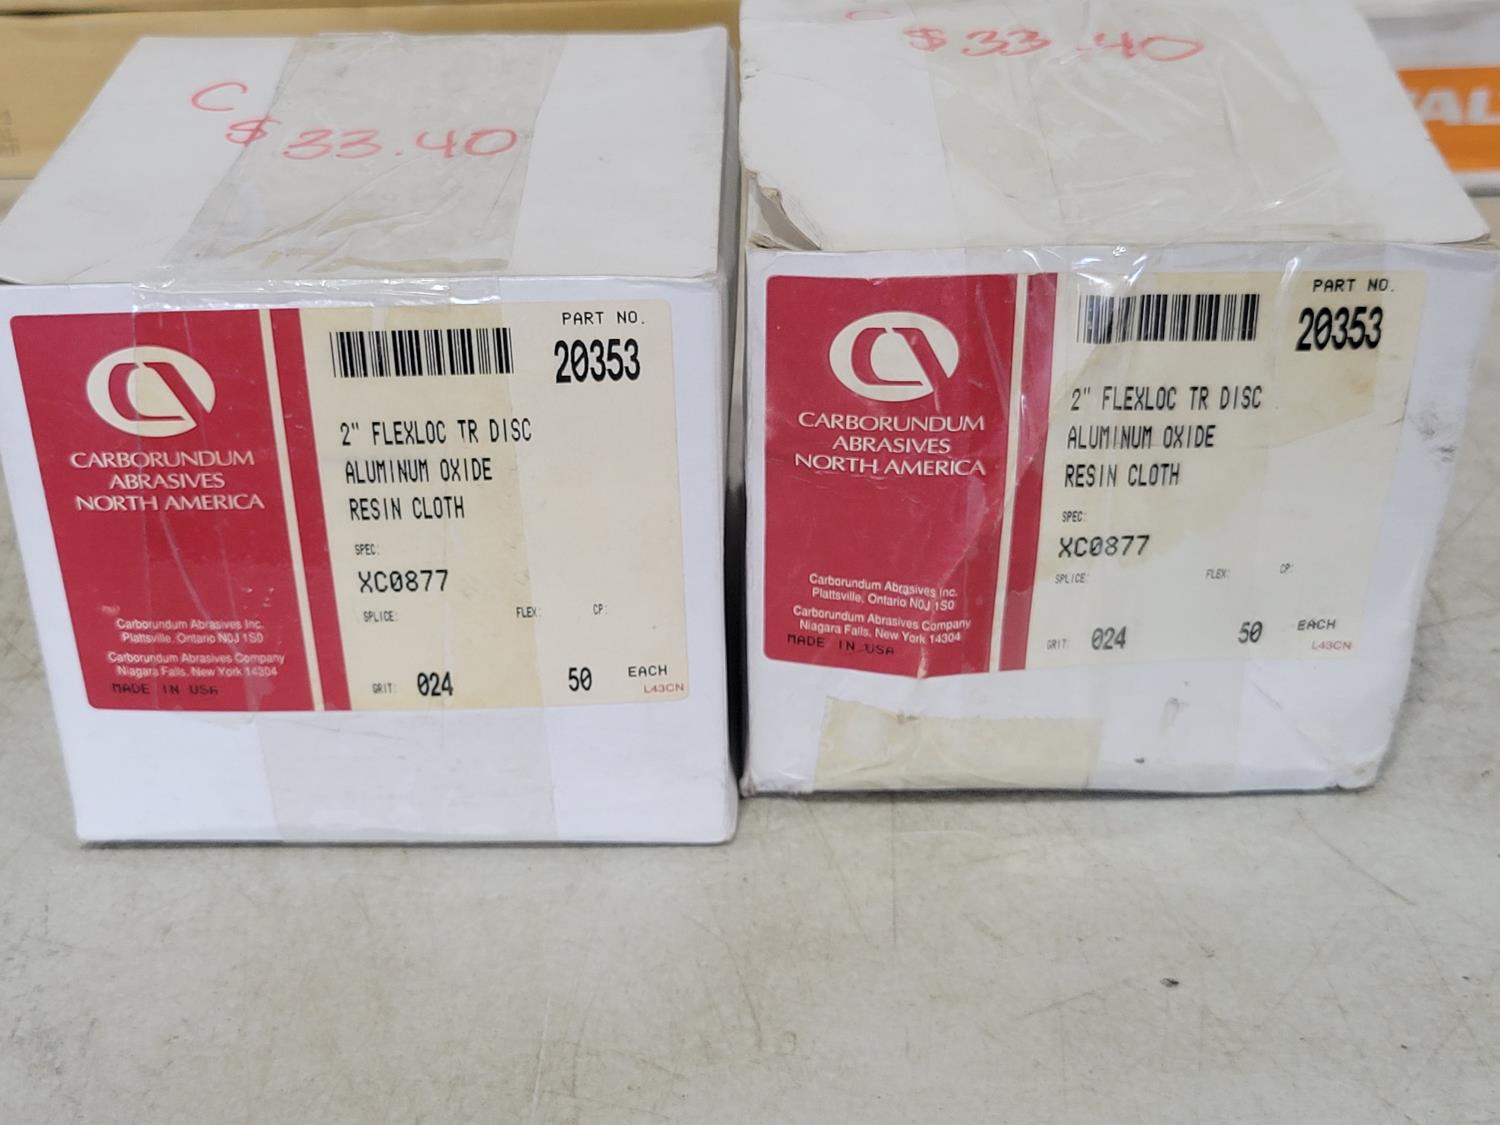 C
$33.40
PART NO.
20353
2" FLEXLOC TR DISC
ALUMINUM OXIDE
RESIN CLOTH
SPEC:
XC0877
SPLICE: FLEX: CP:
GRIT: 024 50 EACH
L43CN
CARBORUNDUM
ABRASIVES
NORTH AMERICA
Carborundum Abrasives Inc.
Plattsville, Ontario N0J 1S0
Carborundum Abrasives Company
Niagara Falls, New York 14304
MADE IN USA
C
$33.40
PART NO.
20353
2" FLEXLOC TR DISC
ALUMINUM OXIDE
RESIN CLOTH
SPEC:
XC0877
SPLICE: FLEX: CP:
GRIT: 024 50 EACH
L43CN
CARBORUNDUM
ABRASIVES
NORTH AMERICA
Carborundum Abrasives Inc.
Plattsville, Ontario N0J 1S0
Carborundum Abrasives Company
Niagara Falls, New York 14304
MADE IN USA